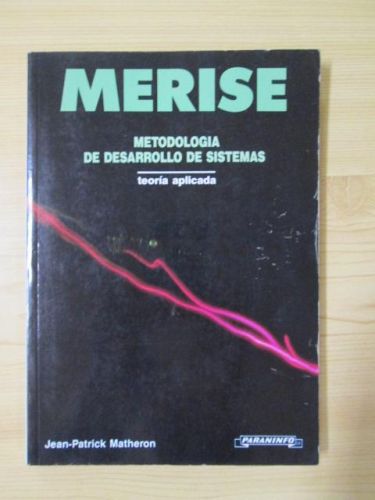 MERISE
METODOLOGIA
DE DESARROLLO DE SISTEMAS
teoría aplicada
Jean-Patrick Matheron
PARANINFO